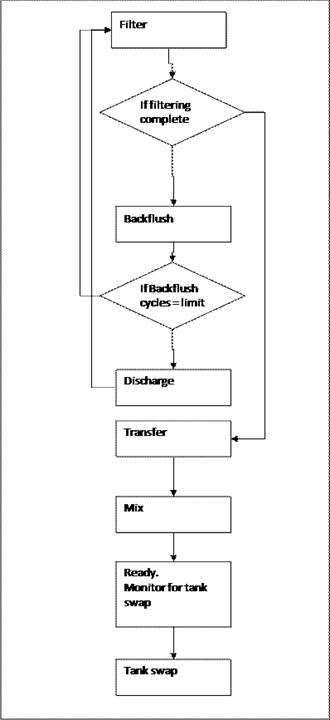 Filter
If filtering
complete
Backflush
If Backflush
cycles = limit
Discharge
Transfer
Mix
Ready.
Monitor for tank
swap
Tank swap